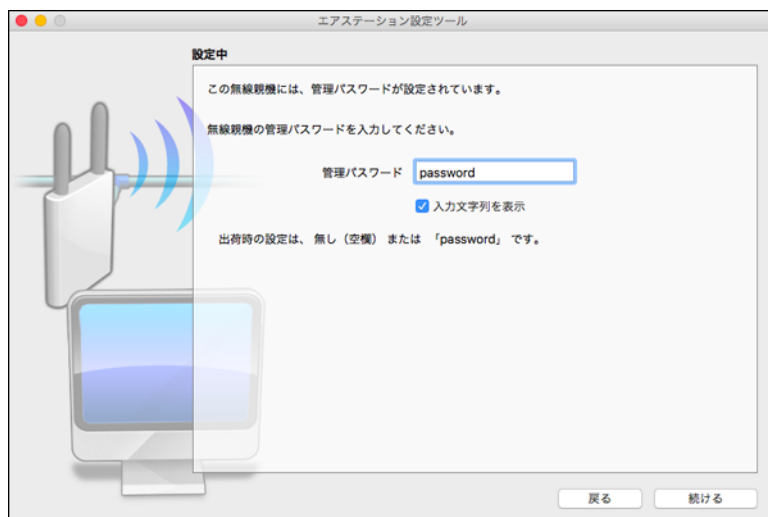 エアステーション設定ツール
設定中
この無線親機には、管理パスワードが設定されています。
無線親機の管理パスワードを入力してください。
管理パスワード password
入力文字列を表示
出荷時の設定は、 無し（空欄） または 「password」 です。
戻る 続ける